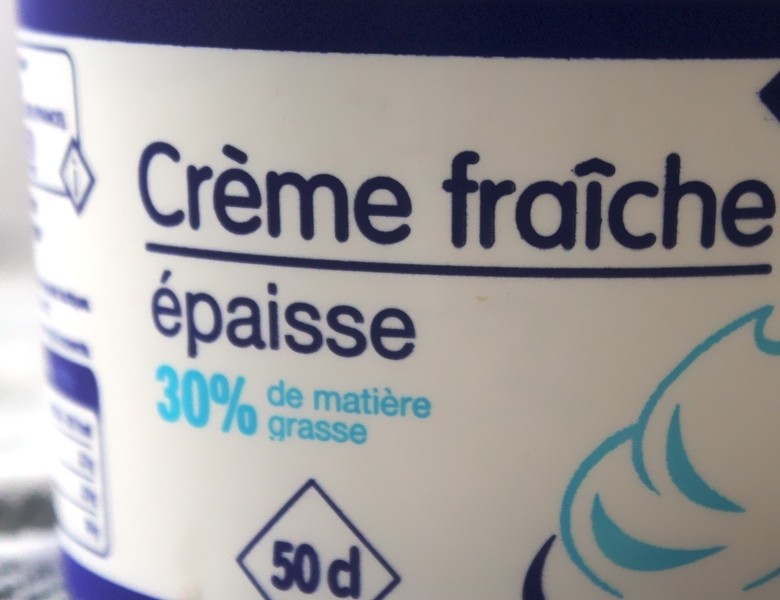 Crème fraîche
épaisse
30% de matière
grasse
50 cl